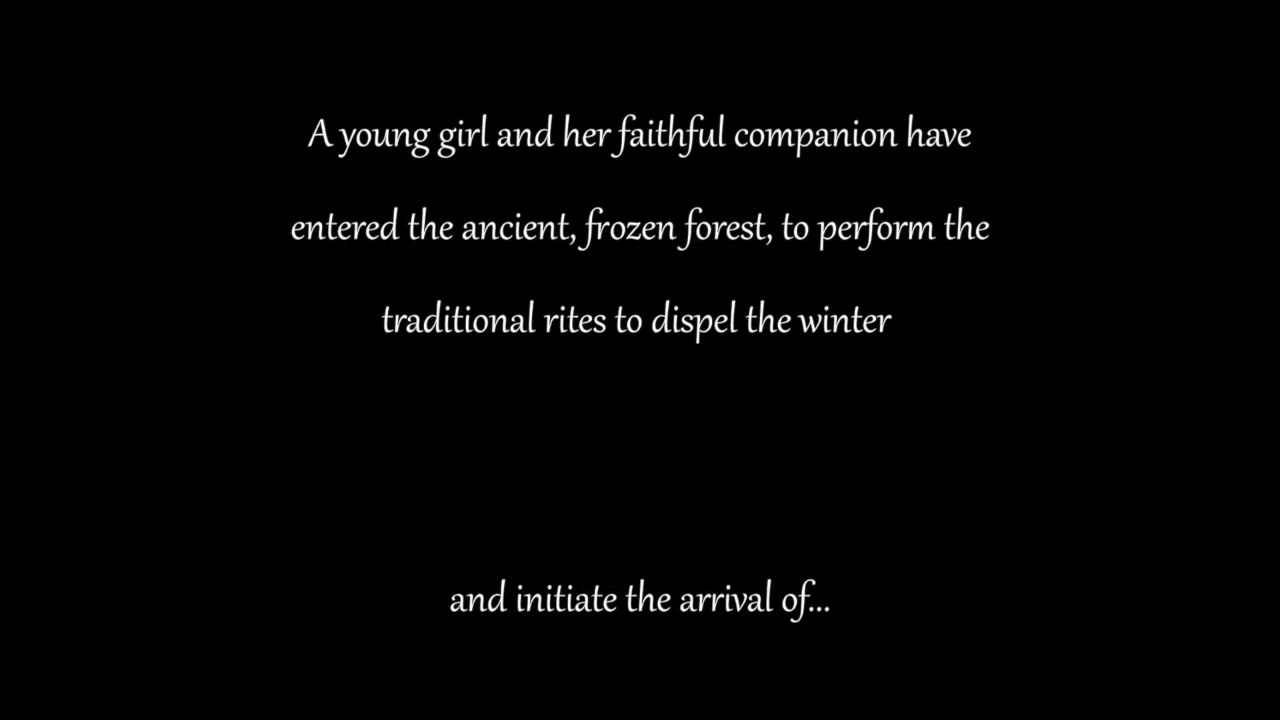 A young girl and her faithful companion have
entered the ancient, frozen forest, to perform the
traditional rites to dispel the winter
and initiate the arrival of...